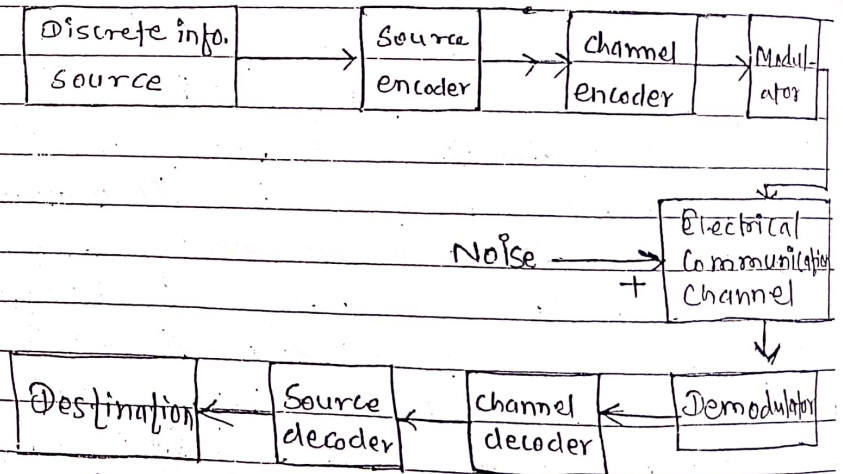 Discrete info.
source
Source
encoder
channel
encoder
Modul-
ator
Electrical
Communication
Channel
Noise
+
Demodulator
Channel
decoder
Source
decoder
Destination